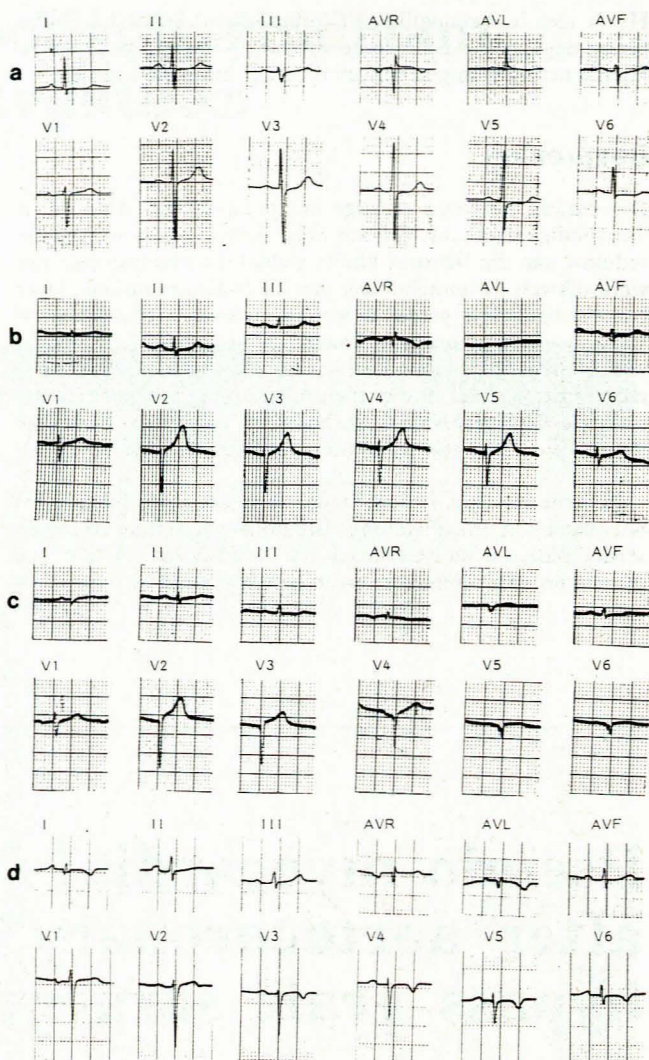 II III AVR AVL AVF
a
V1 V2 V3 V4 V5 V6
II III AVR AVL AVF
b
V1 V2 V3 V4 V5 V6
I II III AVR AVL AVF
c
V1 V2 V3 V4 V5 V6
I II III AVR AVL AVF
d
V1 V2 V3 V4 V5 V6